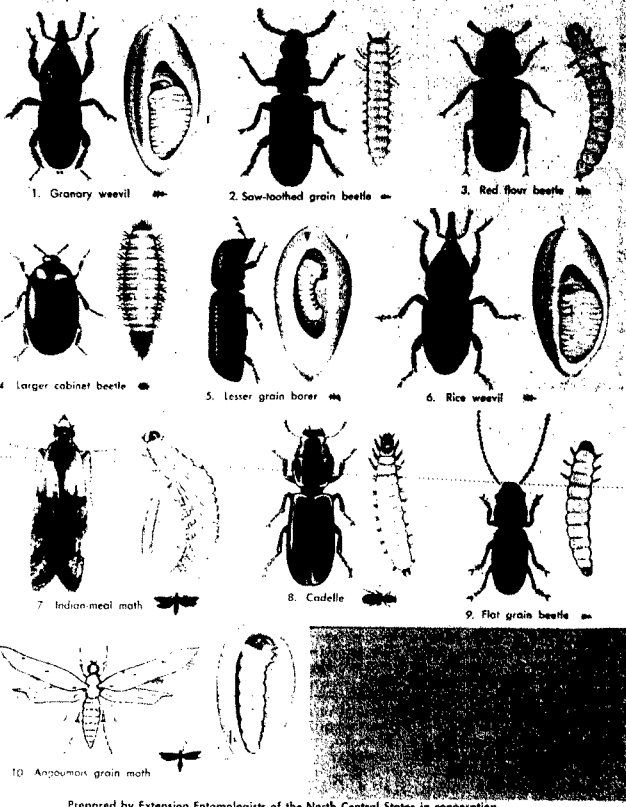 1. Granary weevil
2. Saw-toothed grain beetle
3. Red flour beetle
4 Larger cabinet beetle
5. Lesser grain borer
6. Rice weevil
7 Indian-meal moth
8. Cadelle
9. Flat grain beetle
10 Angoumois grain moth
Prepared by Extension Entomologists of the North Central States in cooperation